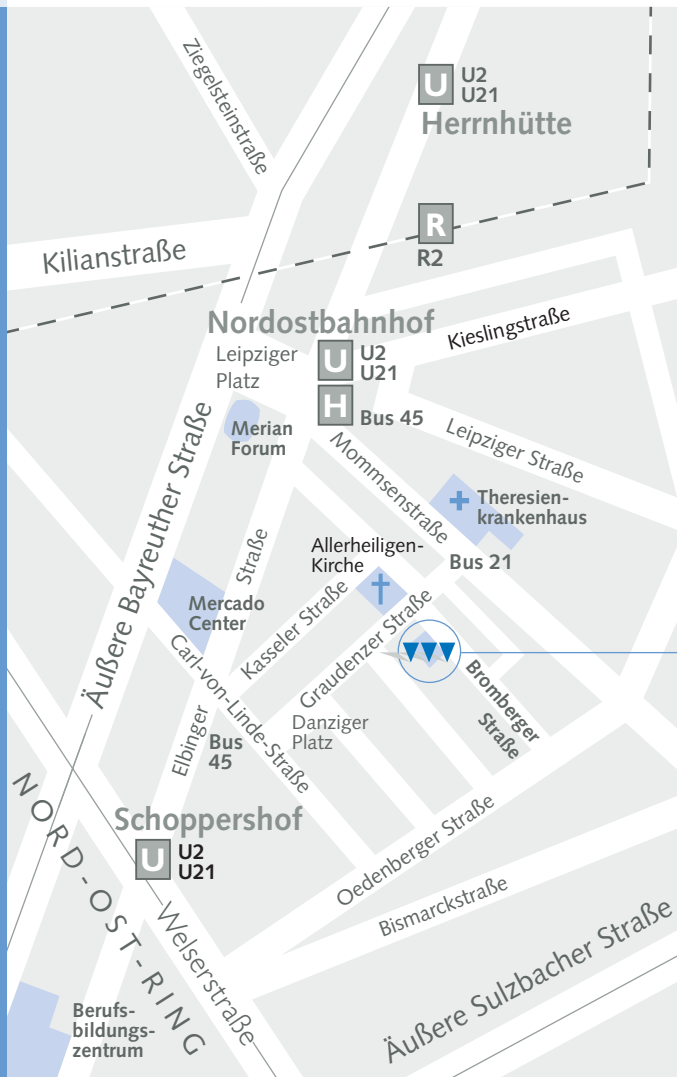 Ziegelsteinstraße
U
U2
U21
Herrnhütte
R
R2
Kilianstraße
Nordostbahnhof
Kieslingstraße
Leipziger
Platz
U
U2
U21
H
Bus 45
Merian
Forum
Leipziger Straße
Mommsenstraße
Äußere Bayreuther Straße
Theresien-
krankenhaus
Allerheiligen-
Kirche
Bus 21
Mercado
Center
Elbinger Straße
Kasseler Straße
Graudenzer Straße
Carl-von-Linde-Straße
Bromberger
Straße
Danziger
Platz
Bus
45
NORD-OST-RING
Schoppershof
U
U2
U21
Oedenberger Straße
Bismarckstraße
Welserstraße
Äußere Sulzbacher Straße
Berufs-
bildungs-
zentrum